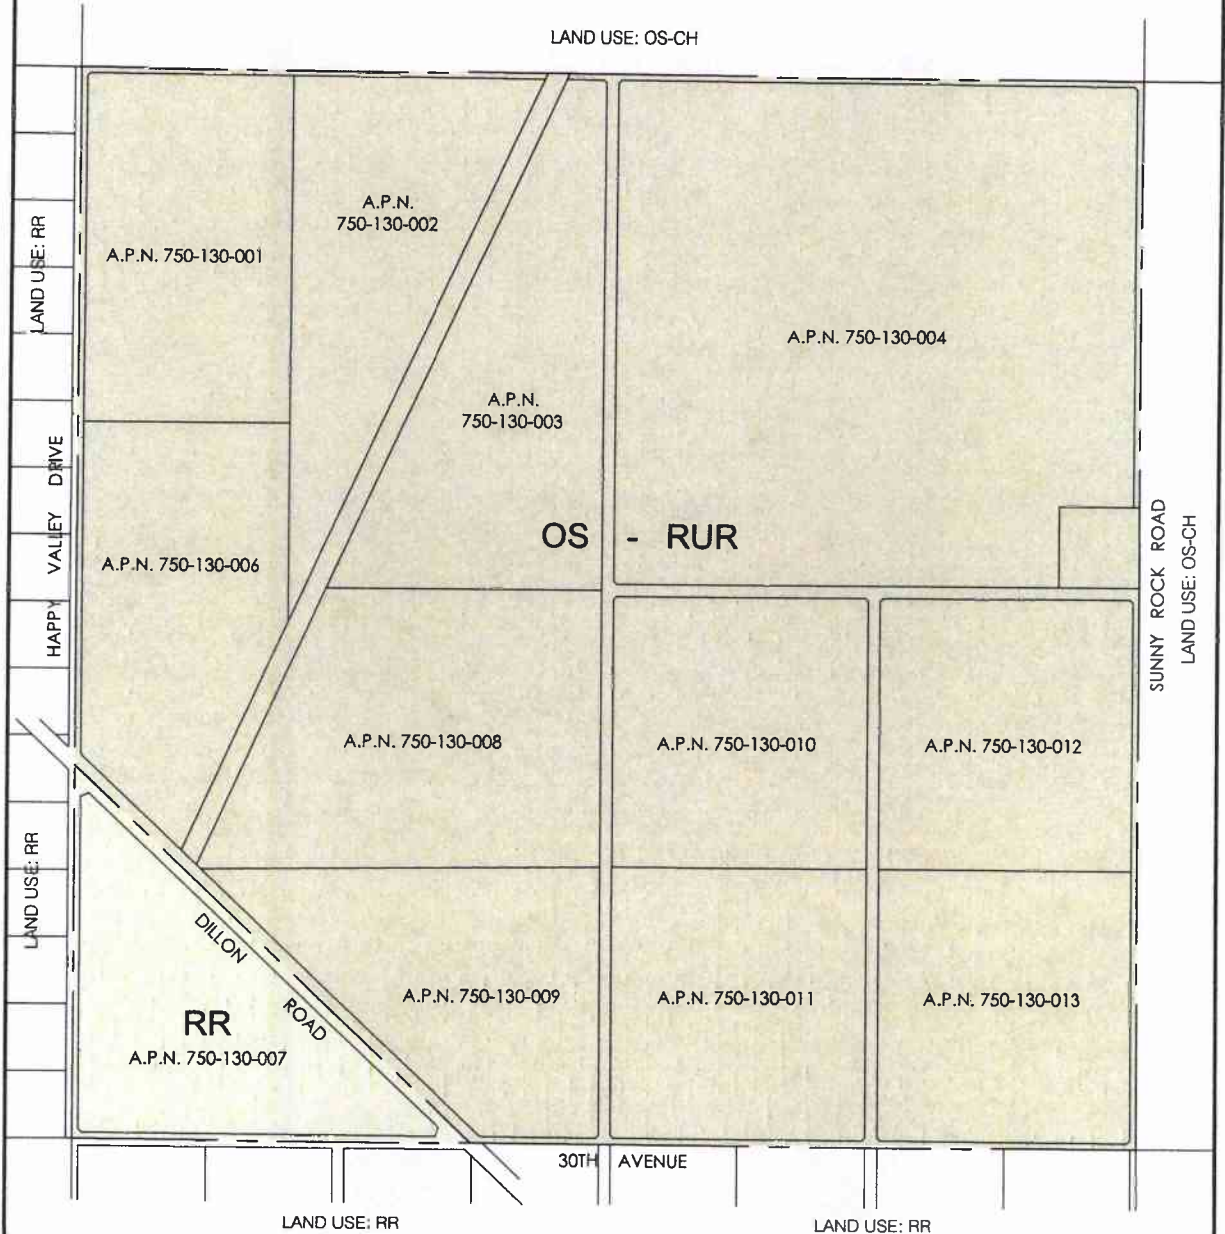 LAND USE: OS-CH
A.P.N.
750-130-002
A.P.N. 750-130-001
LAND USE: RR
A.P.N. 750-130-004
A.P.N.
750-130-003
HAPPY VALLEY DRIVE
OS - RUR
A.P.N. 750-130-006
SUNNY ROCK ROAD
LAND USE: OS-CH
A.P.N. 750-130-008
A.P.N. 750-130-010
A.P.N. 750-130-012
LAND USE: RR
DILLON ROAD
A.P.N. 750-130-009
A.P.N. 750-130-011
A.P.N. 750-130-013
RR
A.P.N. 750-130-007
30TH AVENUE
LAND USE: RR
LAND USE: RR